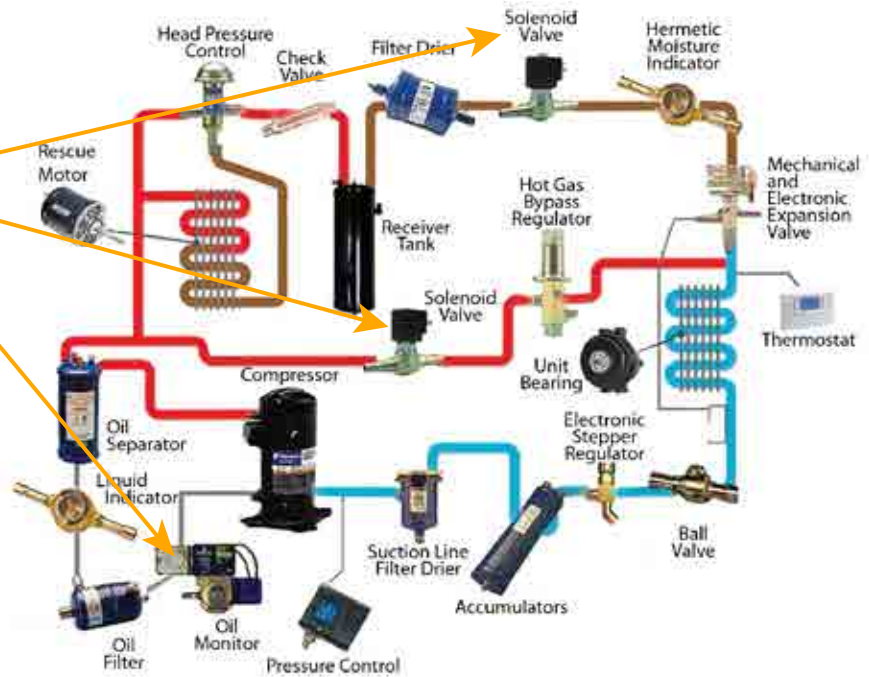 Head Pressure
Control
Check
Valve
Filter Drier
Solenoid
Valve
Hermetic
Moisture
Indicator
Rescue
Motor
Receiver
Tank
Hot Gas
Bypass
Regulator
Mechanical
and
Electronic
Expansion
Valve
Solenoid
Valve
Thermostat
Unit
Bearing
Compressor
Oil
Separator
Electronic
Stepper
Regulator
Liquid
Indicator
Suction Line
Filter Drier
Accumulators
Ball
Valve
Oil
Filter
Oil
Monitor
Pressure Control